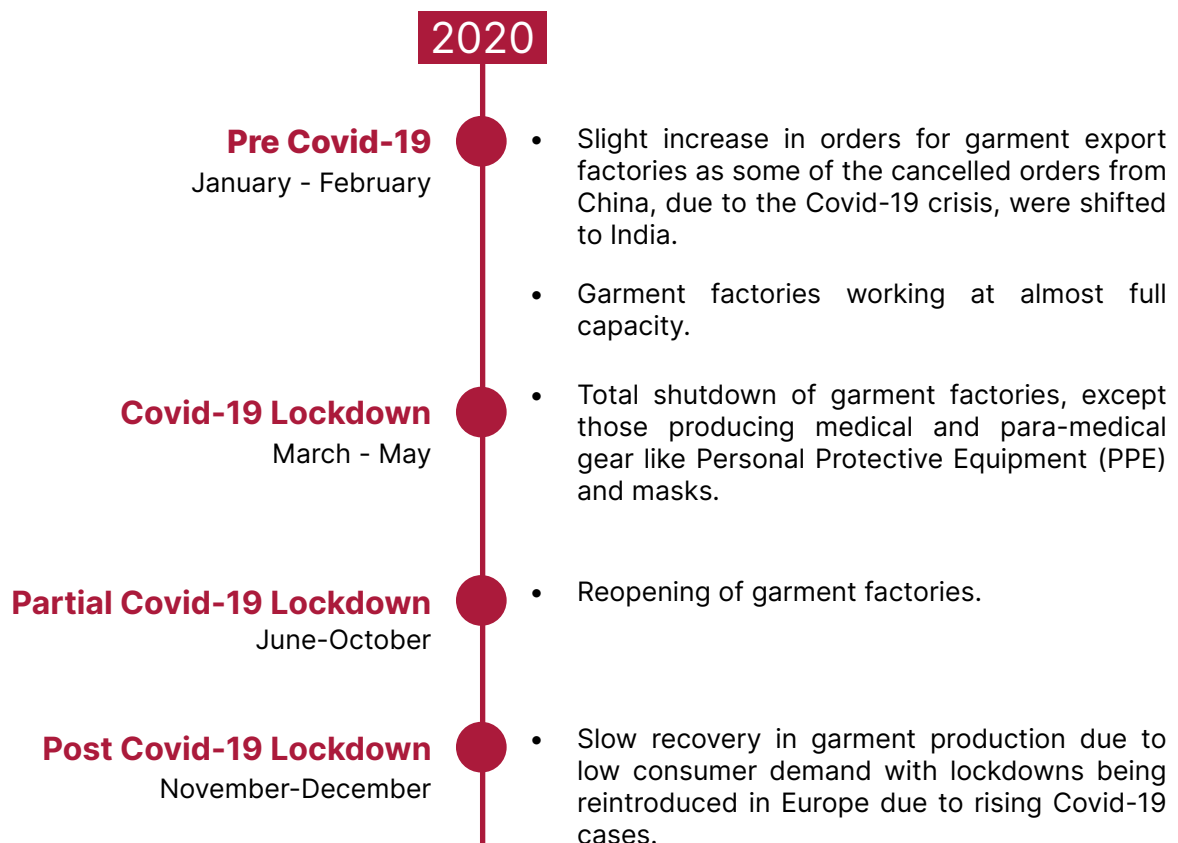 2020
Pre Covid-19
January - February
• Slight increase in orders for garment export
factories as some of the cancelled orders from
China, due to the Covid-19 crisis, were shifted
to India.
• Garment factories working at almost full
capacity.
Covid-19 Lockdown
March - May
• Total shutdown of garment factories, except
those producing medical and para-medical
gear like Personal Protective Equipment (PPE)
and masks.
Partial Covid-19 Lockdown
June-October
• Reopening of garment factories.
Post Covid-19 Lockdown
November-December
• Slow recovery in garment production due to
low consumer demand with lockdowns being
reintroduced in Europe due to rising Covid-19
cases.